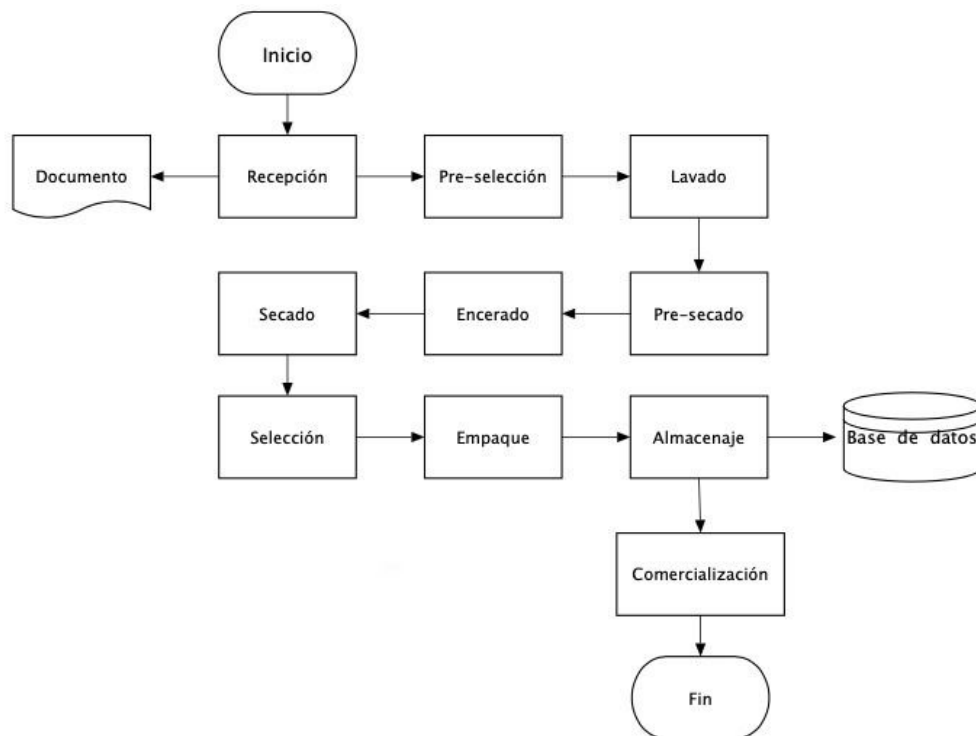 Inicio
Documento
Recepción
Pre-selección
Lavado
Secado
Encerado
Pre-secado
Selección
Empaque
Almacenaje
Base de datos
Comercialización
Fin